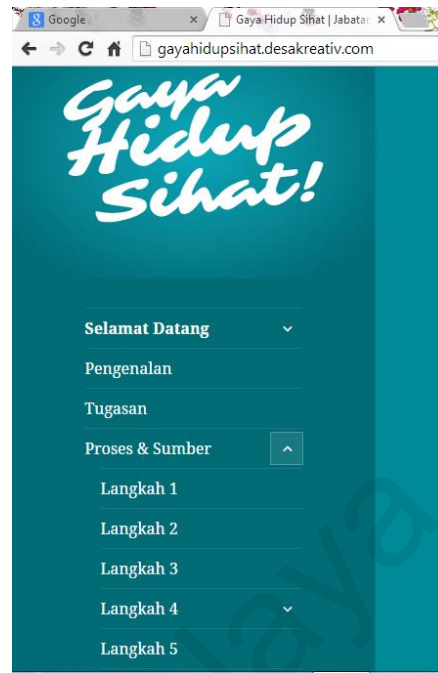 Google
Gaya Hidup Sihat | Jabatan
gayahidupsihat.desakreativ.com
Gaya
Hidup
Sihat!
Selamat Datang
Pengenalan
Tugasan
Proses & Sumber
Langkah 1
Langkah 2
Langkah 3
Langkah 4
Langkah 5